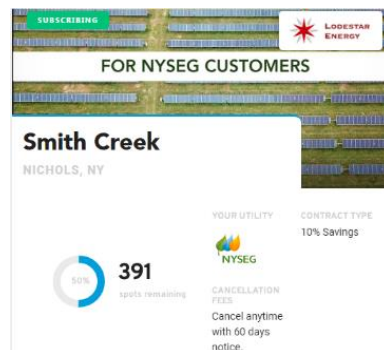 SUBSCRIBING
LODESTAR
ENERGY
FOR NYSEG CUSTOMERS
Smith Creek
NICHOLS, NY
YOUR UTILITY
CONTRACT TYPE
10% Savings
NYSEG
50%
391
spots remaining
CANCELLATION
FEES
Cancel anytime
with 60 days
notice.